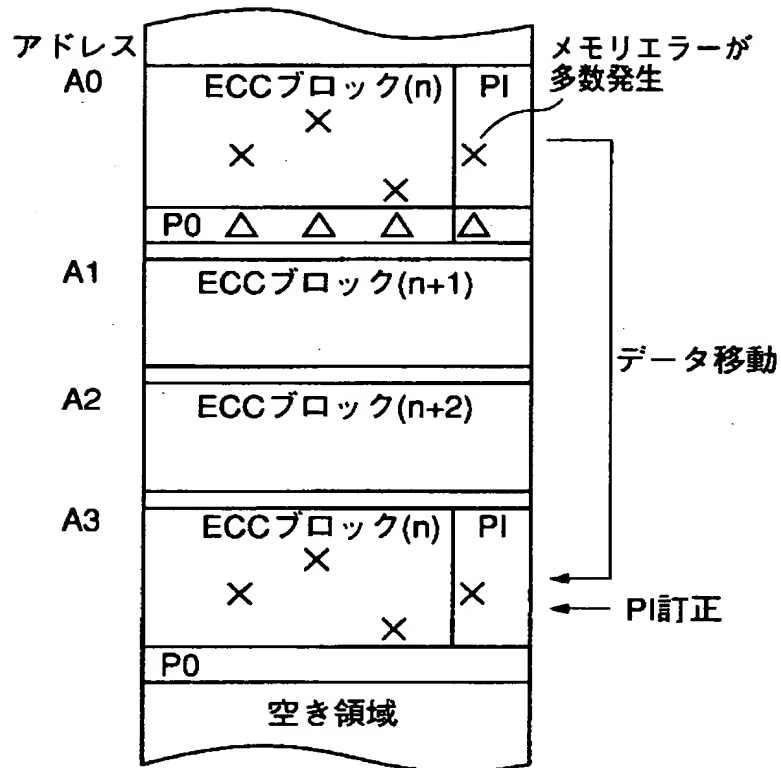 アドレス
メモリエラーが
多数発生
A0
ECCブロック(n)
PI
× × × ×
P0 △ △ △ △
A1
ECCブロック(n+1)
データ移動
A2
ECCブロック(n+2)
A3
ECCブロック(n)
PI
× × × ×
PI訂正
P0
空き領域